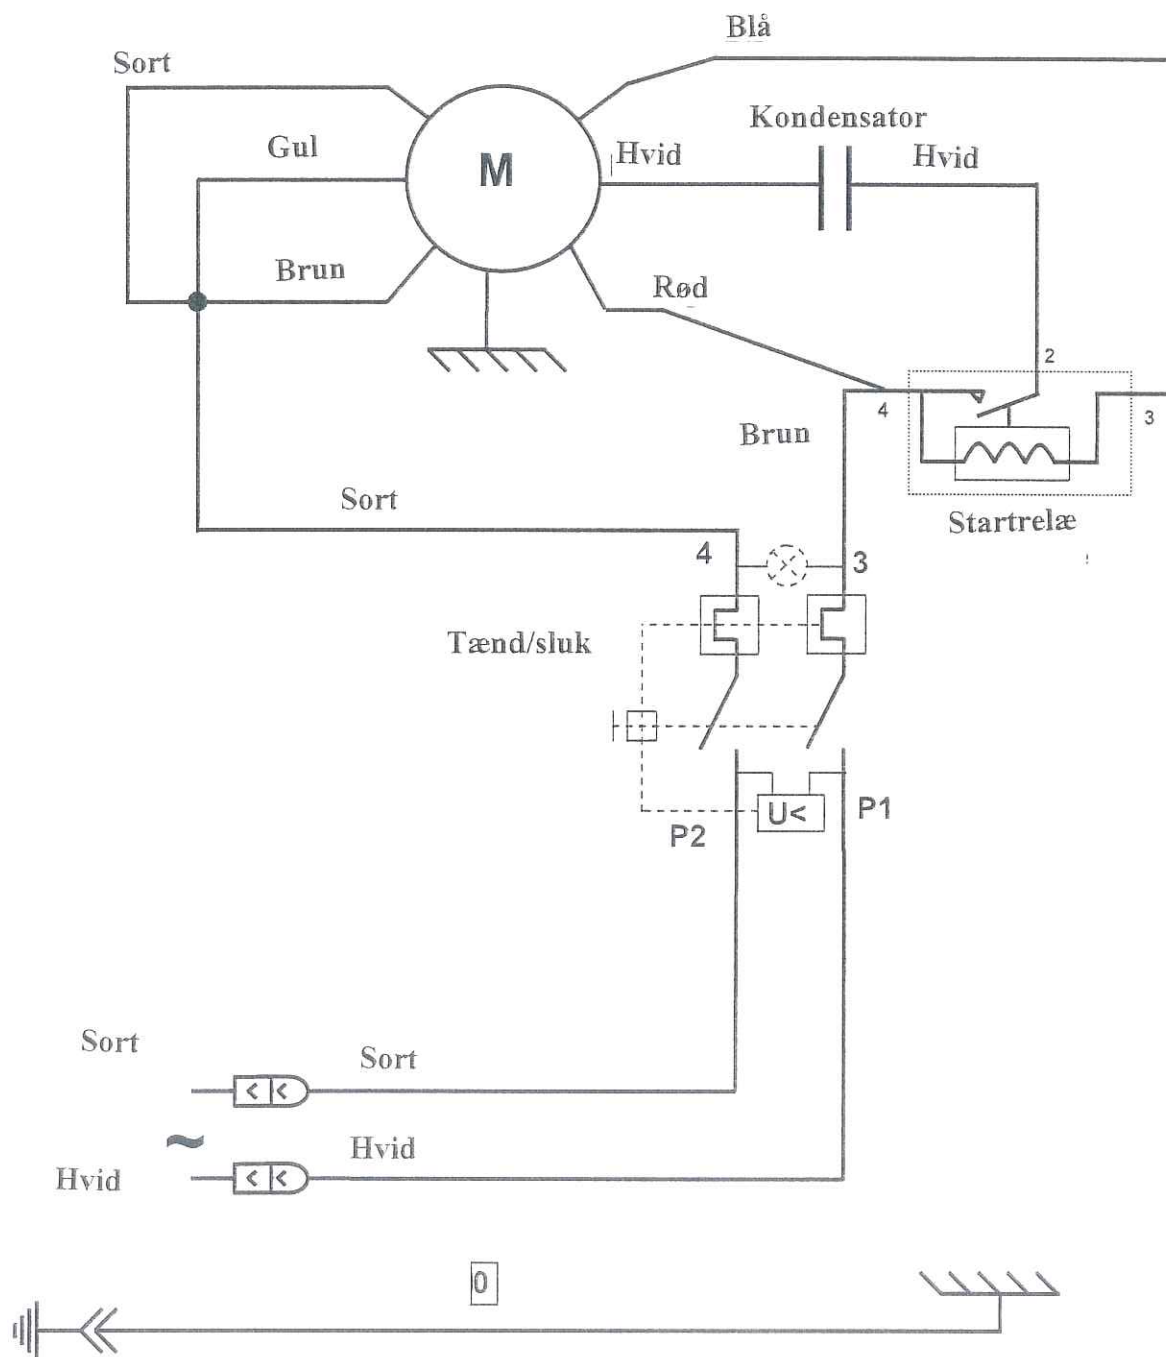 Blå
Sort
Kondensator
Gul
M
Hvid
Hvid
Brun
Rød
2
4
3
Brun
Sort
Startrelæ
4
3
Tænd/sluk
U<
P1
P2
Sort
Sort
~
Hvid
Hvid
0